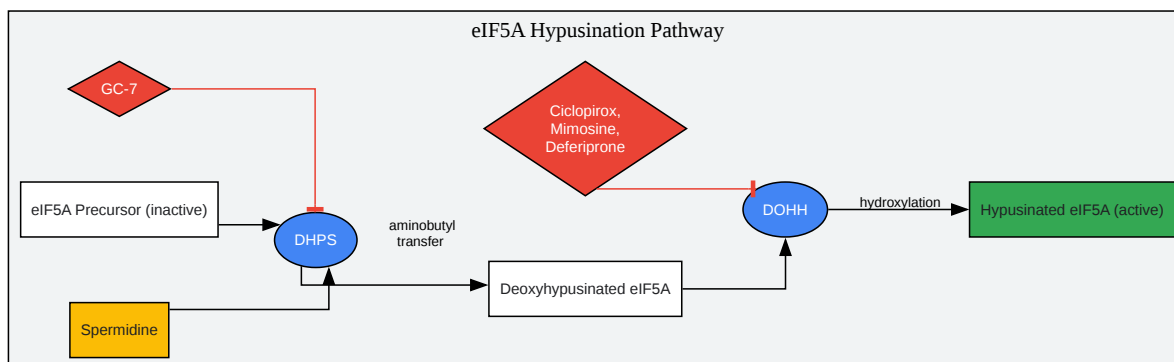 eIF5A Hypusination Pathway
GC-7
Ciclopirox,
Mimosine,
Deferiprone
eIF5A Precursor (inactive)
DHPS
aminobutyl
transfer
DOHH
hydroxylation
Hypusinated eIF5A (active)
Deoxyhypusinated eIF5A
Spermidine